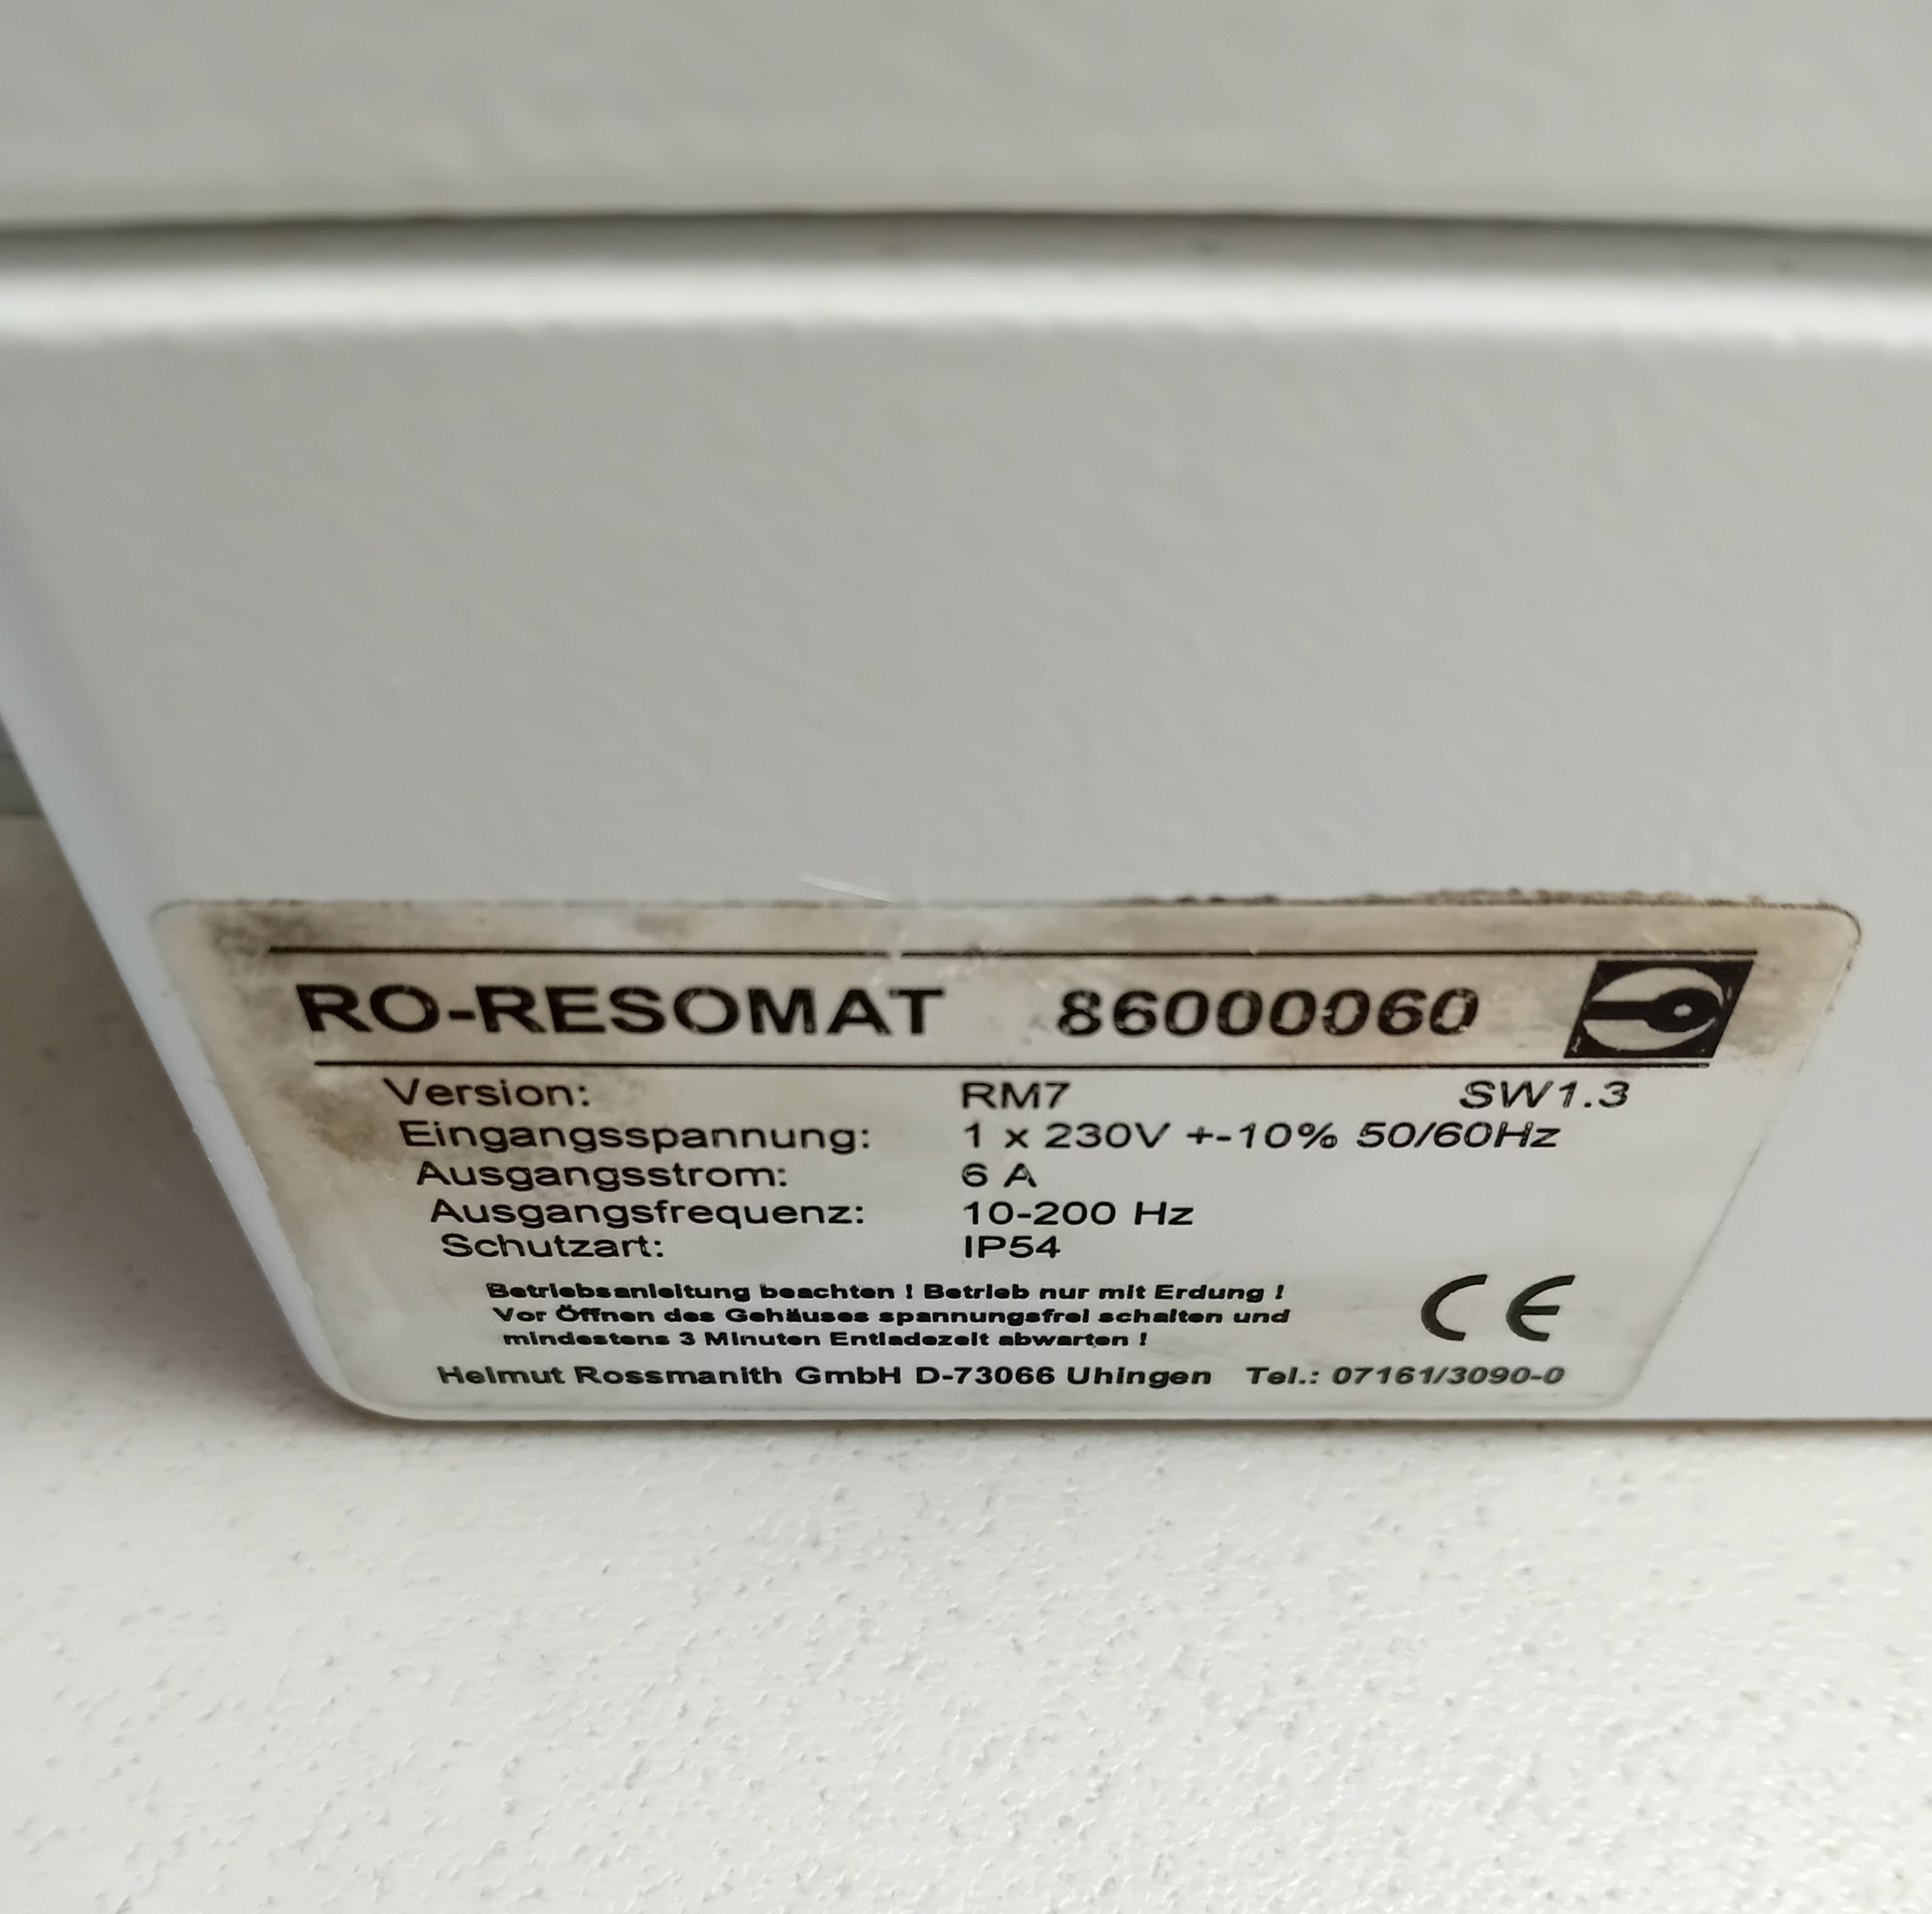 RO-RESOMAT 86000060
Version: RM7 SW1.3
Eingangsspannung: 1 x 230V +-10% 50/60Hz
Ausgangsstrom: 6 A
Ausgangsfrequenz: 10-200 Hz
Schutzart: IP54
Betriebsanleitung beachten ! Betrieb nur mit Erdung !
Vor Öffnen des Gehäuses spannungsfrei schalten und
mindestens 3 Minuten Entladezeit abwarten !
CE
Helmut Rossmanith GmbH D-73066 Uhingen Tel.: 07161/3090-0